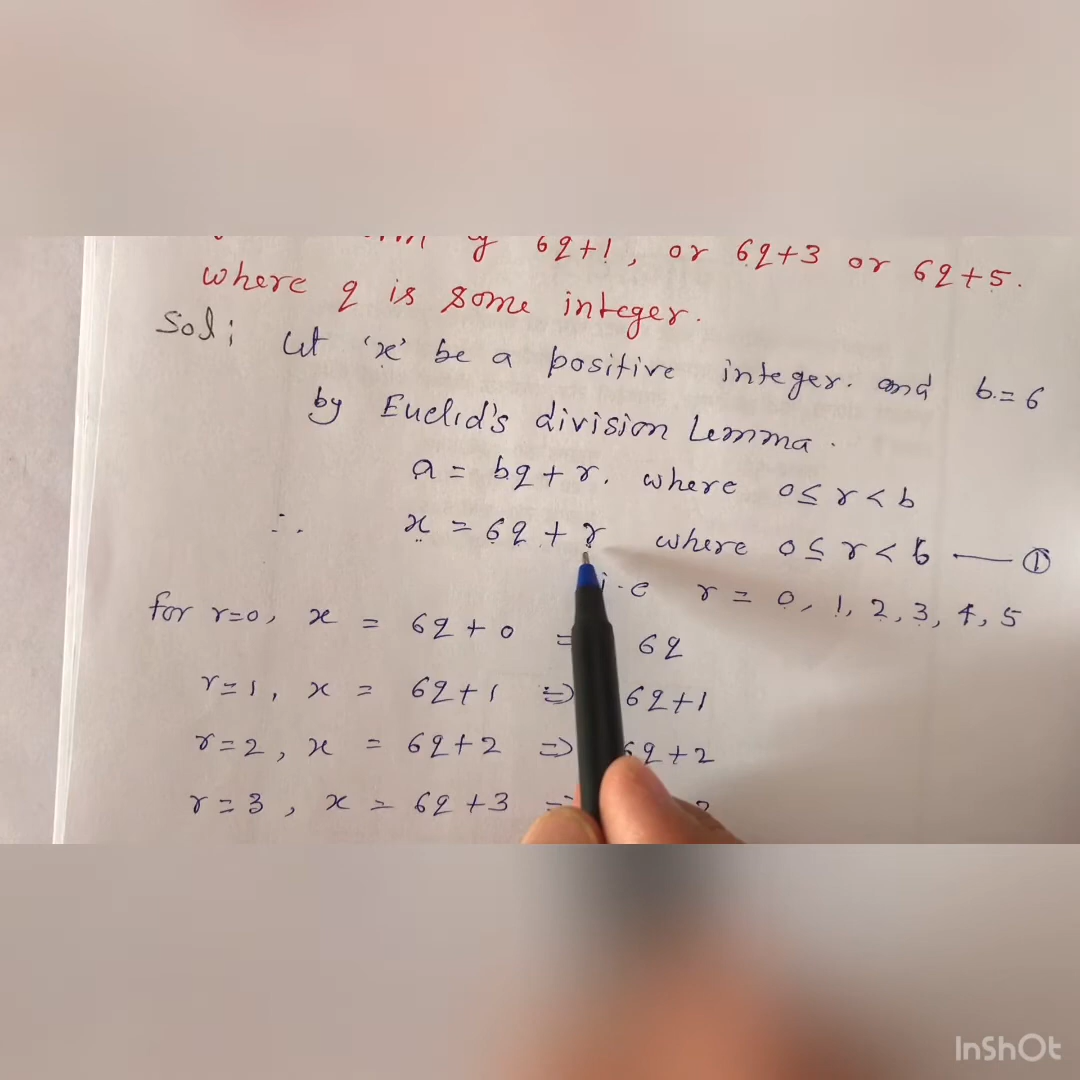 6q+1, or 6q+3 or 6q+5.
where q is some integer.
Sol; Let 'x' be a positive integer. and b=6
by Euclid's division Lemma.
a = bq + r. where 0≤ r < b
∴ x = 6q + r where 0 ≤ r < 6 —— ①
i.e r = 0, 1, 2, 3, 4, 5
for r=0, x = 6q + 0 = 6q
r=1, x = 6q+1 ⇒ 6q+1
r=2, x = 6q+2 ⇒ 6q+2
r=3, x = 6q+3
InShOt